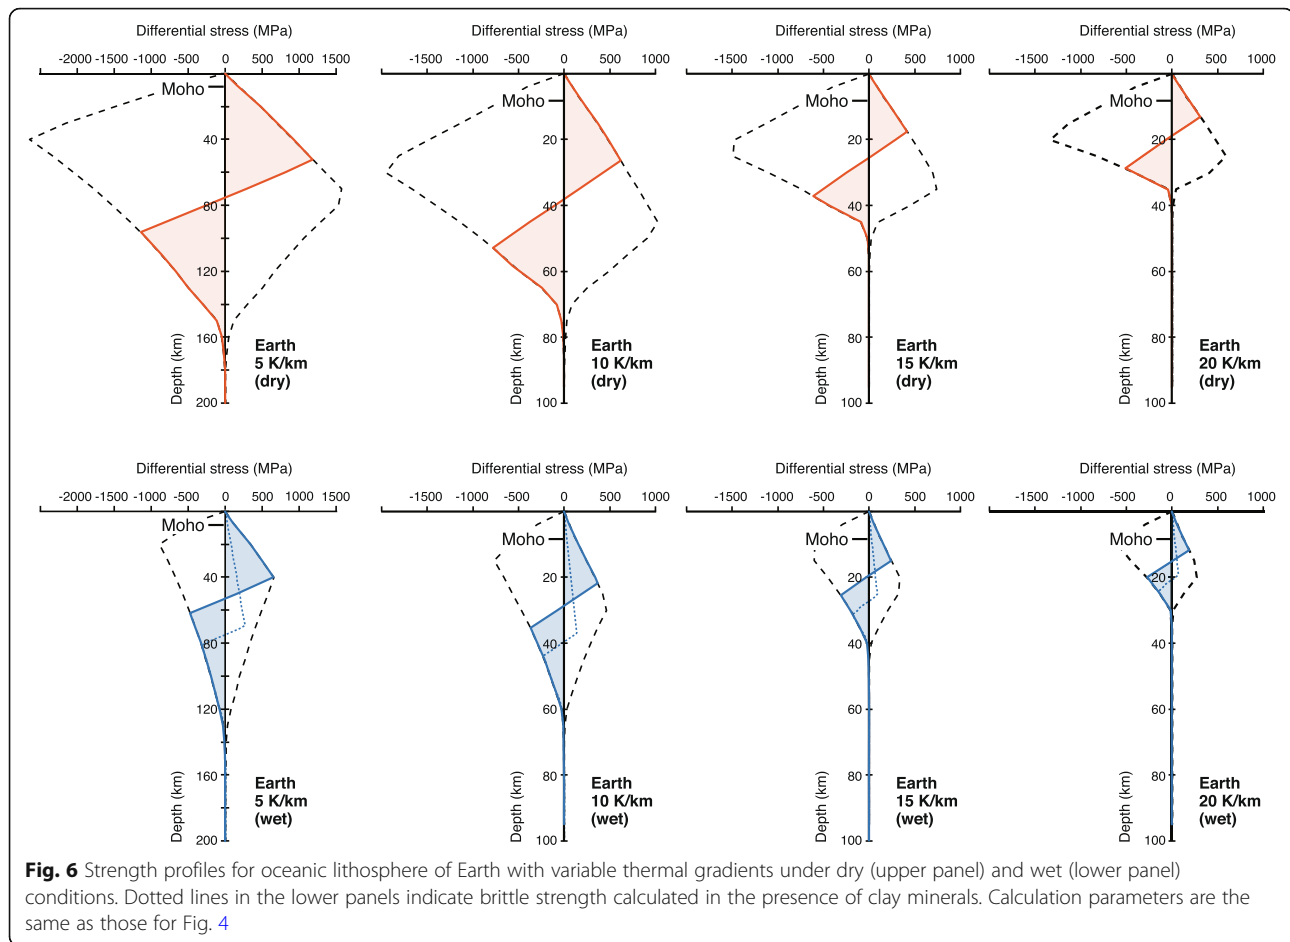 Differential stress (MPa) Differential stress (MPa) Differential stress (MPa) Differential stress (MPa)
-2000 -1000 -500 0 500 1000 1500 -1500 -1000 -500 0 500 1000 -1500 -1000 -500 0 500 1000 -1500 -1000 -500 0 500 1000
Moho Moho Moho Moho
40 20 20 20
80 40 40 40
120 60 60 60
160 80 80 80
200 100 100 100
Depth (km) Depth (km) Depth (km) Depth (km)
Earth Earth Earth Earth
5 K/km 10 K/km 15 K/km 20 K/km
(dry) (dry) (dry) (dry)
Differential stress (MPa) Differential stress (MPa) Differential stress (MPa) Differential stress (MPa)
-2000 -1000 -500 0 500 1000 1500 -1500 -1000 -500 0 500 1000 -1500 -1000 -500 0 500 1000 -1500 -1000 -500 0 500 1000
Moho Moho Moho Moho
40 20 20 20
80 40 40 40
120 60 60 60
160 80 80 80
200 100 100 100
Depth (km) Depth (km) Depth (km) Depth (km)
Earth Earth Earth Earth
5 K/km 10 K/km 15 K/km 20 K/km
(wet) (wet) (wet) (wet)
Fig. 6 Strength profiles for oceanic lithosphere of Earth with variable thermal gradients under dry (upper panel) and wet (lower panel)
conditions. Dotted lines in the lower panels indicate brittle strength calculated in the presence of clay minerals. Calculation parameters are the
same as those for Fig. 4